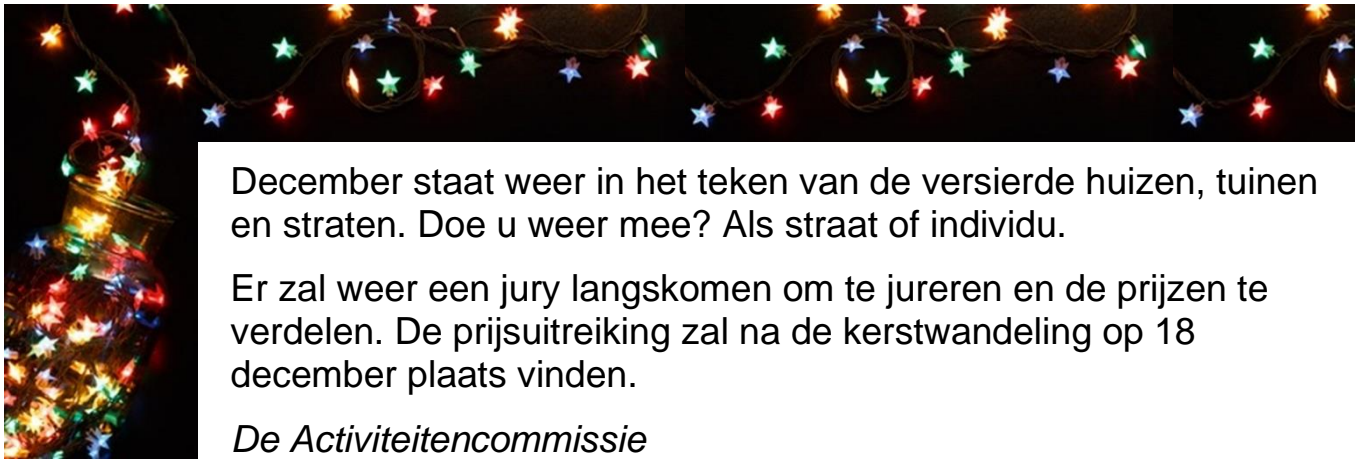 December staat weer in het teken van de versierde huizen, tuinen
en straten. Doe u weer mee? Als straat of individu.
Er zal weer een jury langskomen om te jureren en de prijzen te
verdelen. De prijsuitreiking zal na de kerstwandeling op 18
december plaats vinden.
De Activiteitencommissie